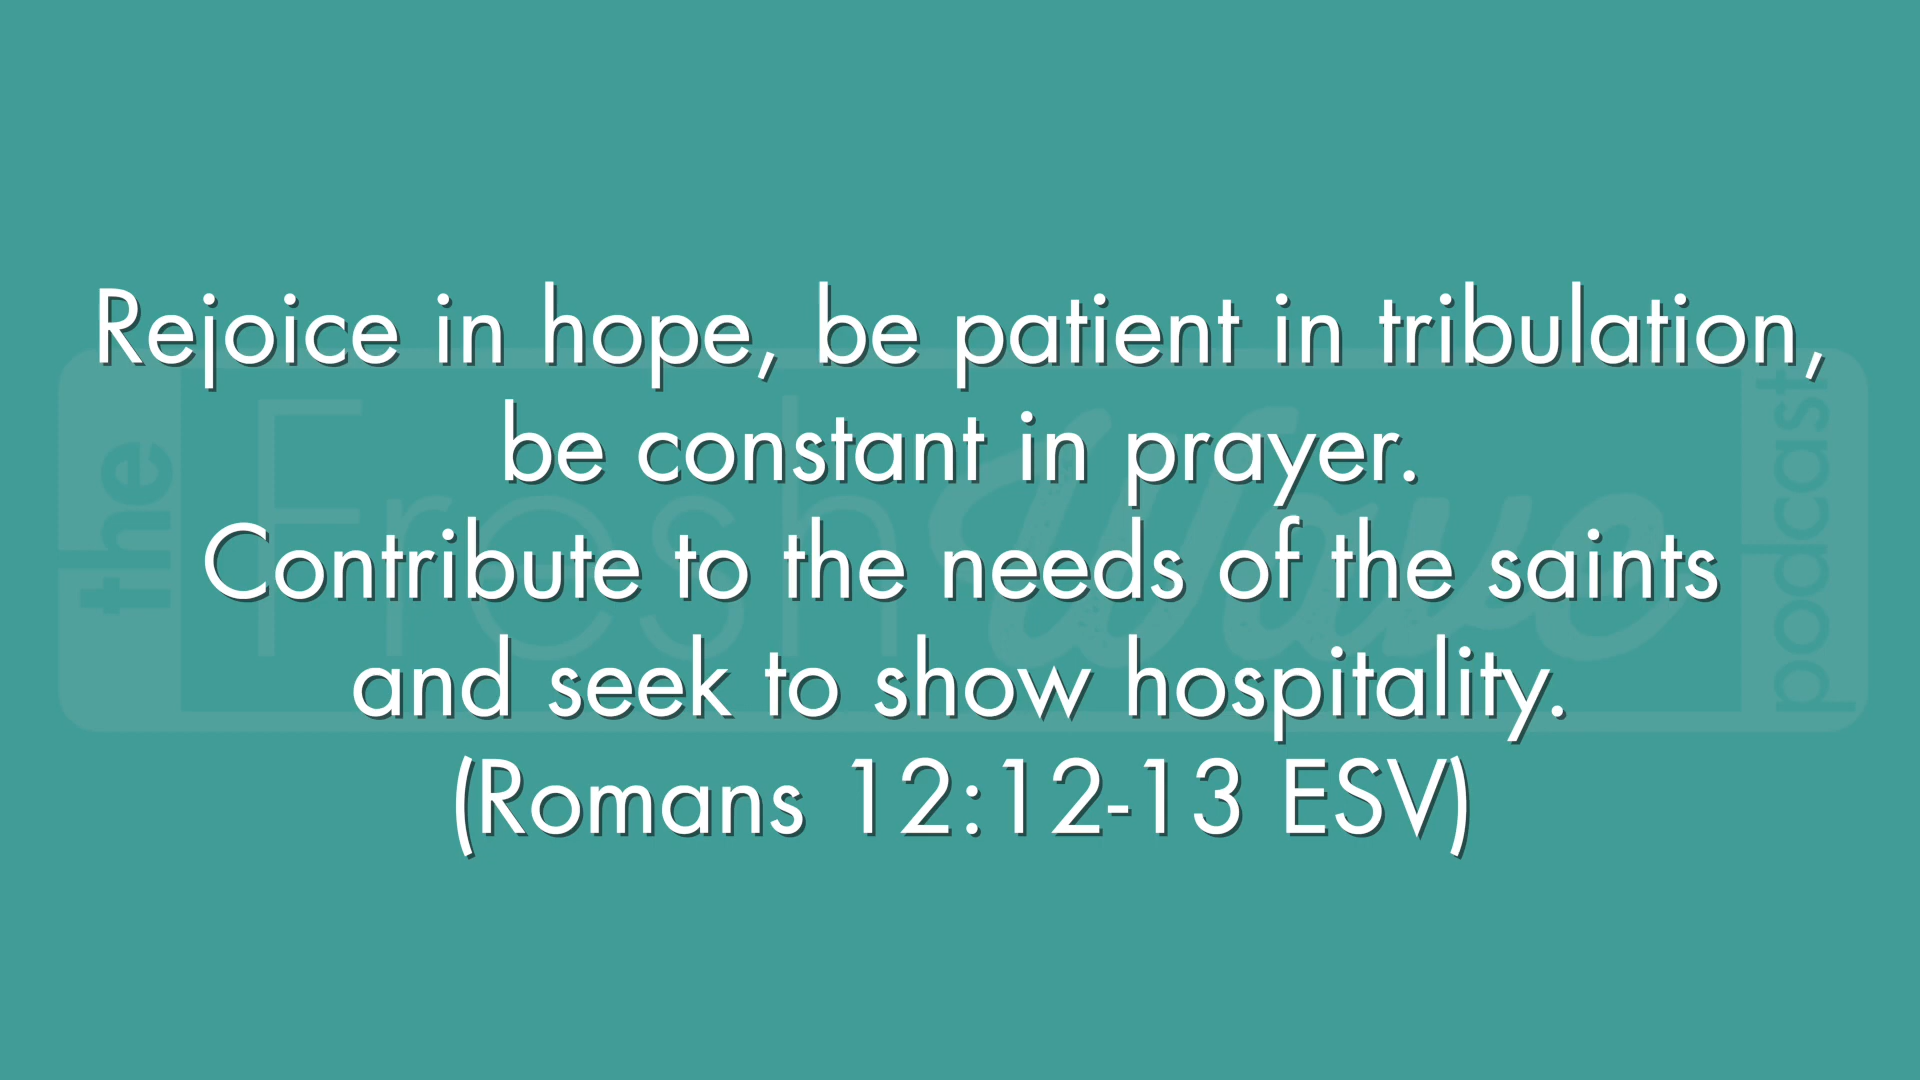 Rejoice in hope, be patient in tribulation,
be constant in prayer.
Contribute to the needs of the saints
and seek to show hospitality.
(Romans 12:12-13 ESV)
the
Fresh Wave
podcast